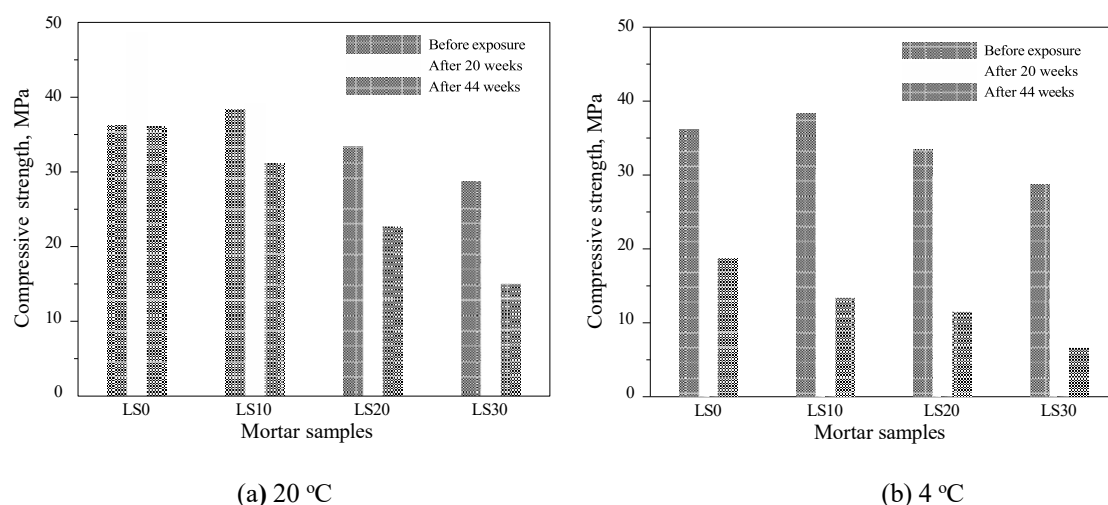 50
40
30
20
10
0
Compressive strength, MPa
Before exposure
After 20 weeks
After 44 weeks
LS0 LS10 LS20 LS30
Mortar samples
(a) 20 °C
50
40
30
20
10
0
Compressive strength, MPa
Before exposure
After 20 weeks
After 44 weeks
LS0 LS10 LS20 LS30
Mortar samples
(b) 4 °C